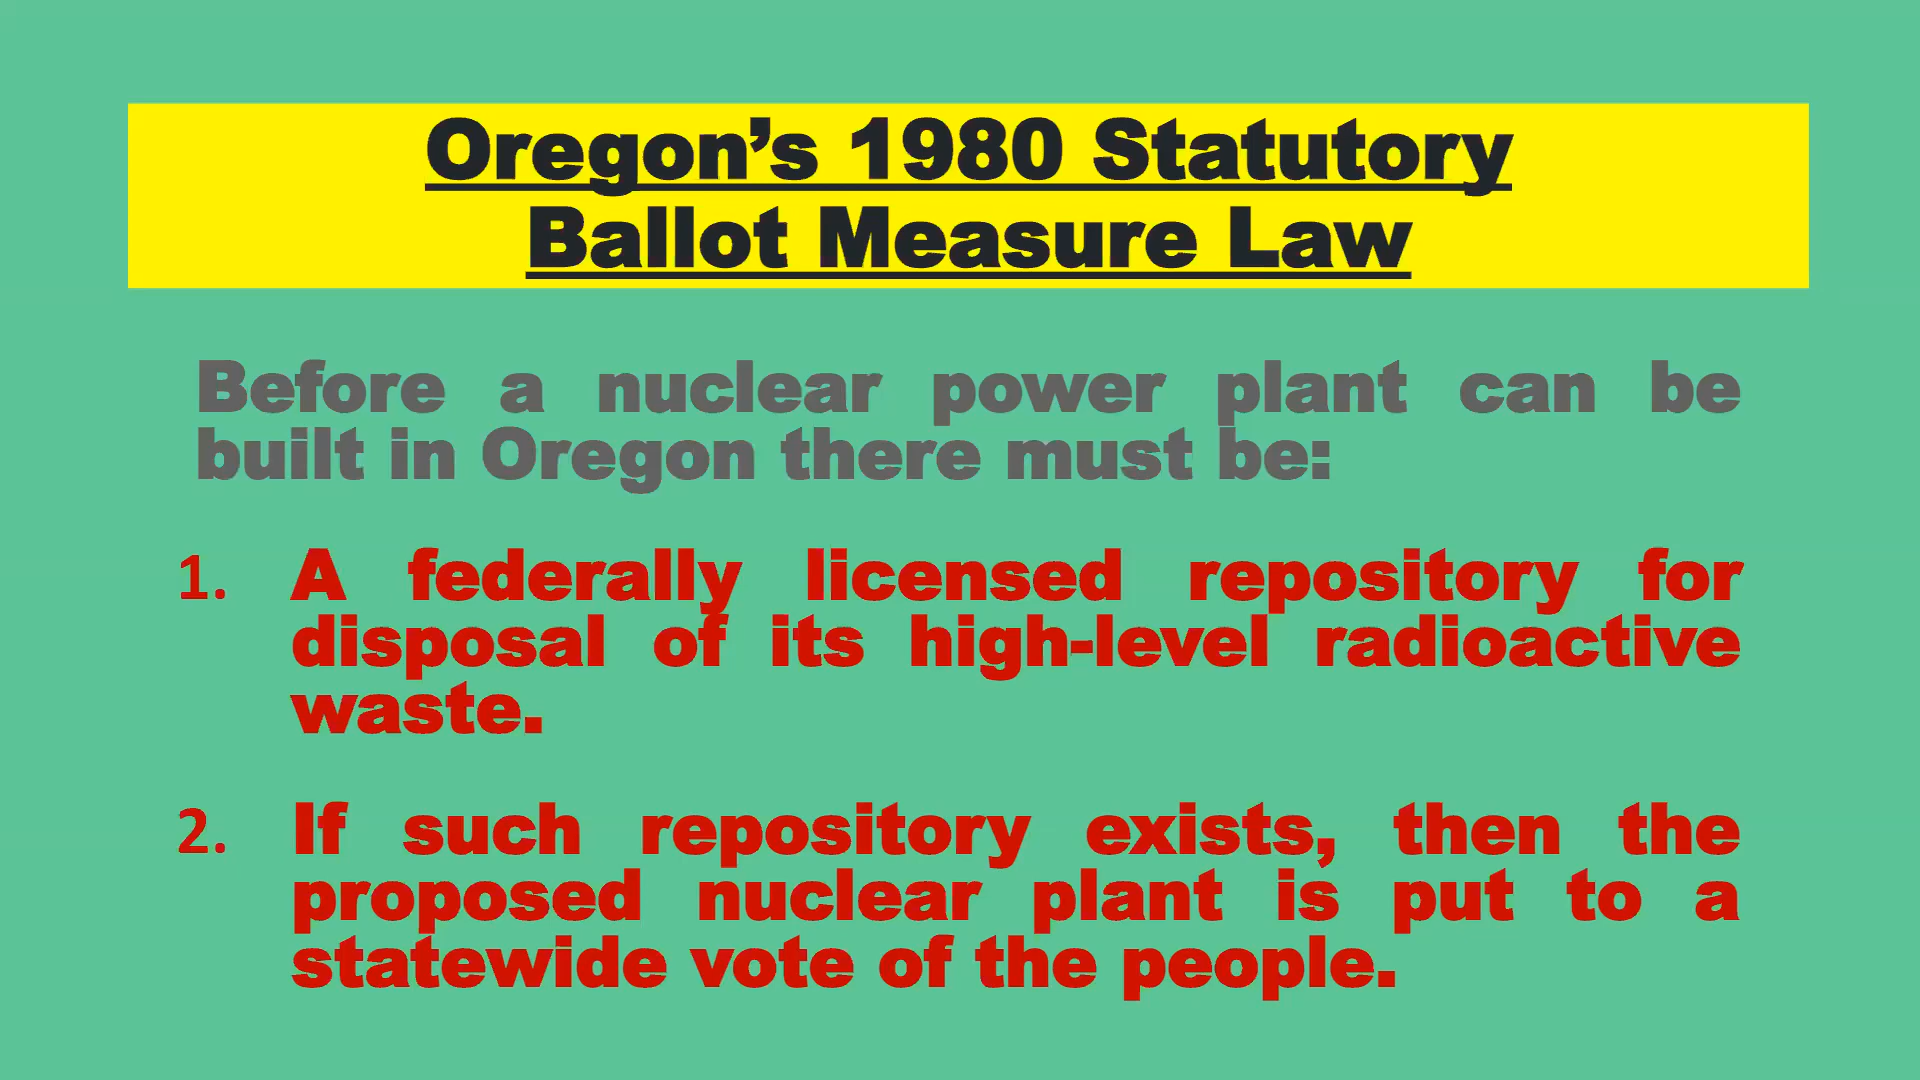 Oregon’s 1980 Statutory
Ballot Measure Law
Before a nuclear power plant can be
built in Oregon there must be:
1. A federally licensed repository for
disposal of its high-level radioactive
waste.
2. If such repository exists, then the
proposed nuclear plant is put to a
statewide vote of the people.